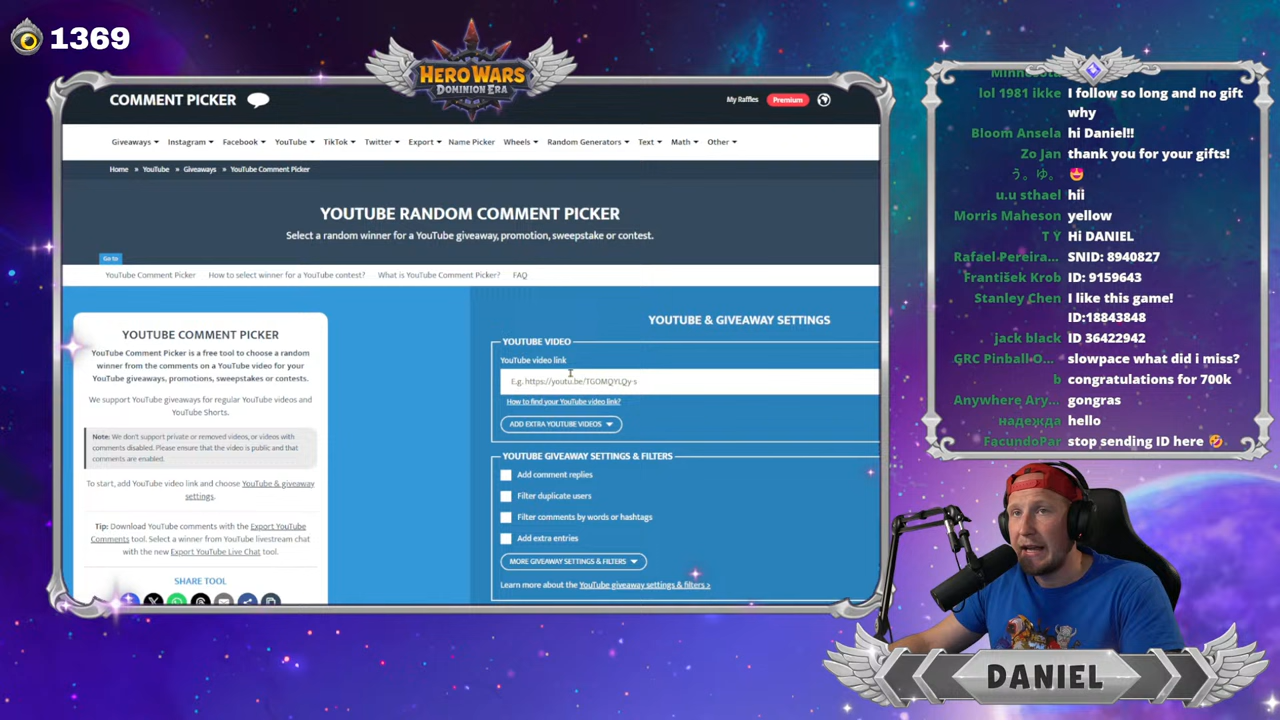 1369
HERO WARS
DOMINION ERA
COMMENT PICKER
My Raffles Premium
Giveaways Instagram Facebook YouTube TikTok Twitter Export Name Picker Wheels Random Generators Text Math Other
Home » YouTube » Giveaways » YouTube Comment Picker
YOUTUBE RANDOM COMMENT PICKER
Select a random winner for a YouTube giveaway, promotion, sweepstake or contest.
Go to
YouTube Comment Picker How to select winner for a YouTube contest? What is YouTube Comment Picker? FAQ
YOUTUBE COMMENT PICKER
YouTube Comment Picker is a free tool to choose a random
winner from the comments on a YouTube video for your
YouTube giveaways, promotions, sweepstakes or contests.
We support YouTube giveaways for regular YouTube videos and
YouTube Shorts.
Note: We don't support private or removed videos, or videos with
comments disabled. Please ensure that the video is public and that
comments are enabled.
To start, add YouTube video link and choose YouTube & giveaway
settings.
Tip: Download YouTube comments with the Export YouTube
Comments tool. Select a winner from YouTube livestream chat
with the new Export YouTube Live Chat tool.
SHARE TOOL
YOUTUBE & GIVEAWAY SETTINGS
YOUTUBE VIDEO
YouTube video link
E.g. https://youtu.be/TGOMQYLQy-s
How to find your YouTube video link?
ADD EXTRA YOUTUBE VIDEOS
YOUTUBE GIVEAWAY SETTINGS & FILTERS
Add comment replies
Filter duplicate users
Filter comments by words or hashtags
Add extra entries
MORE GIVEAWAY SETTINGS & FILTERS
Learn more about the YouTube giveaway settings & filters >
Minnesota
lol 1981 ikke I follow so long and no gift
why
Bloom Ansela hi Daniel!!
Zo Jan thank you for your gifts!
う。ゆ。 😍
u.u sthael hii
Morris Maheson yellow
T Y Hi DANIEL
Rafael Pereira... SNID: 8940827
František Krob ID: 9159643
Stanley Chen I like this game!
ID:18843848
jack black ID 36422942
GRC Pinball O... slowpace what did i miss?
b congratulations for 700k
Anywhere Ary... gongras
надежда hello
FacundoPar stop sending ID here 🤣
DANIEL